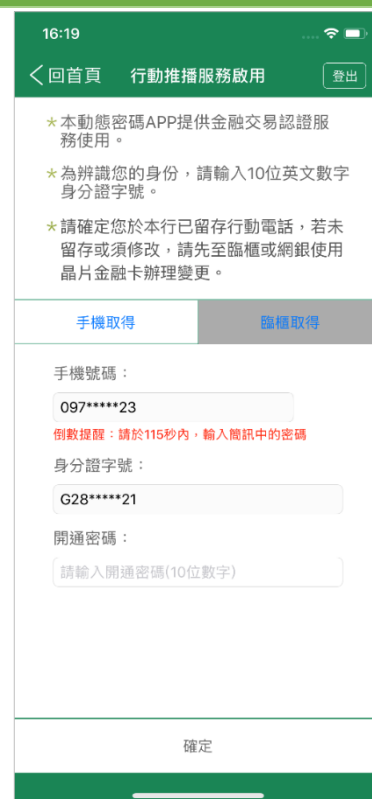 16:19
回首頁 行動推播服務啟用 登出
*本動態密碼APP提供金融交易認證服
務使用。
*為辨識您的身份，請輸入10位英文數字
身分證字號。
*請確定您於本行已留存行動電話，若未
留存或須修改，請先至臨櫃或網銀使用
晶片金融卡辦理變更。
手機取得 臨櫃取得
手機號碼：
097*****23
倒數提醒：請於115秒內，輸入簡訊中的密碼
身分證字號：
G28*****21
開通密碼：
請輸入開通密碼(10位數字)
確定